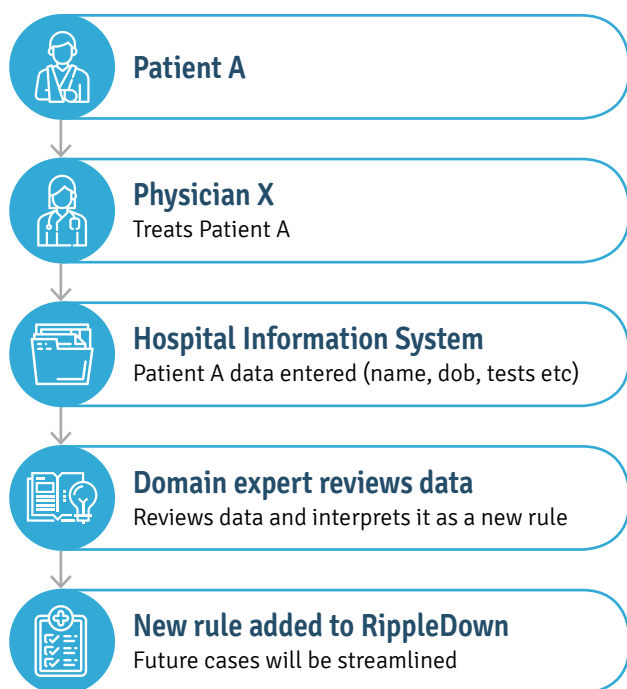 Patient A
Physician X
Treats Patient A
Hospital Information System
Patient A data entered (name, dob, tests etc)
Domain expert reviews data
Reviews data and interprets it as a new rule
New rule added to RippleDown
Future cases will be streamlined